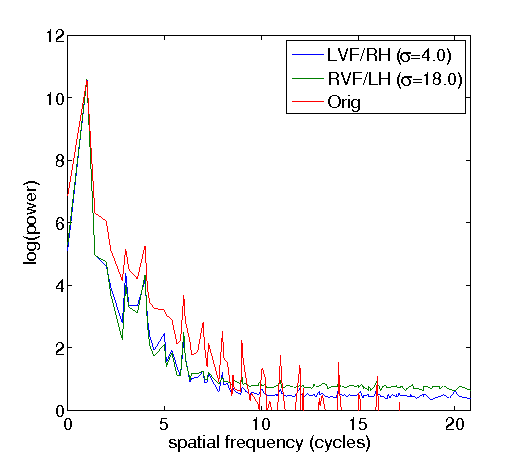 12
10
8
6
4
2
0
log(power)
LVF/RH (σ=4.0)
RVF/LH (σ=18.0)
Orig
0 5 10 15 20
spatial frequency (cycles)